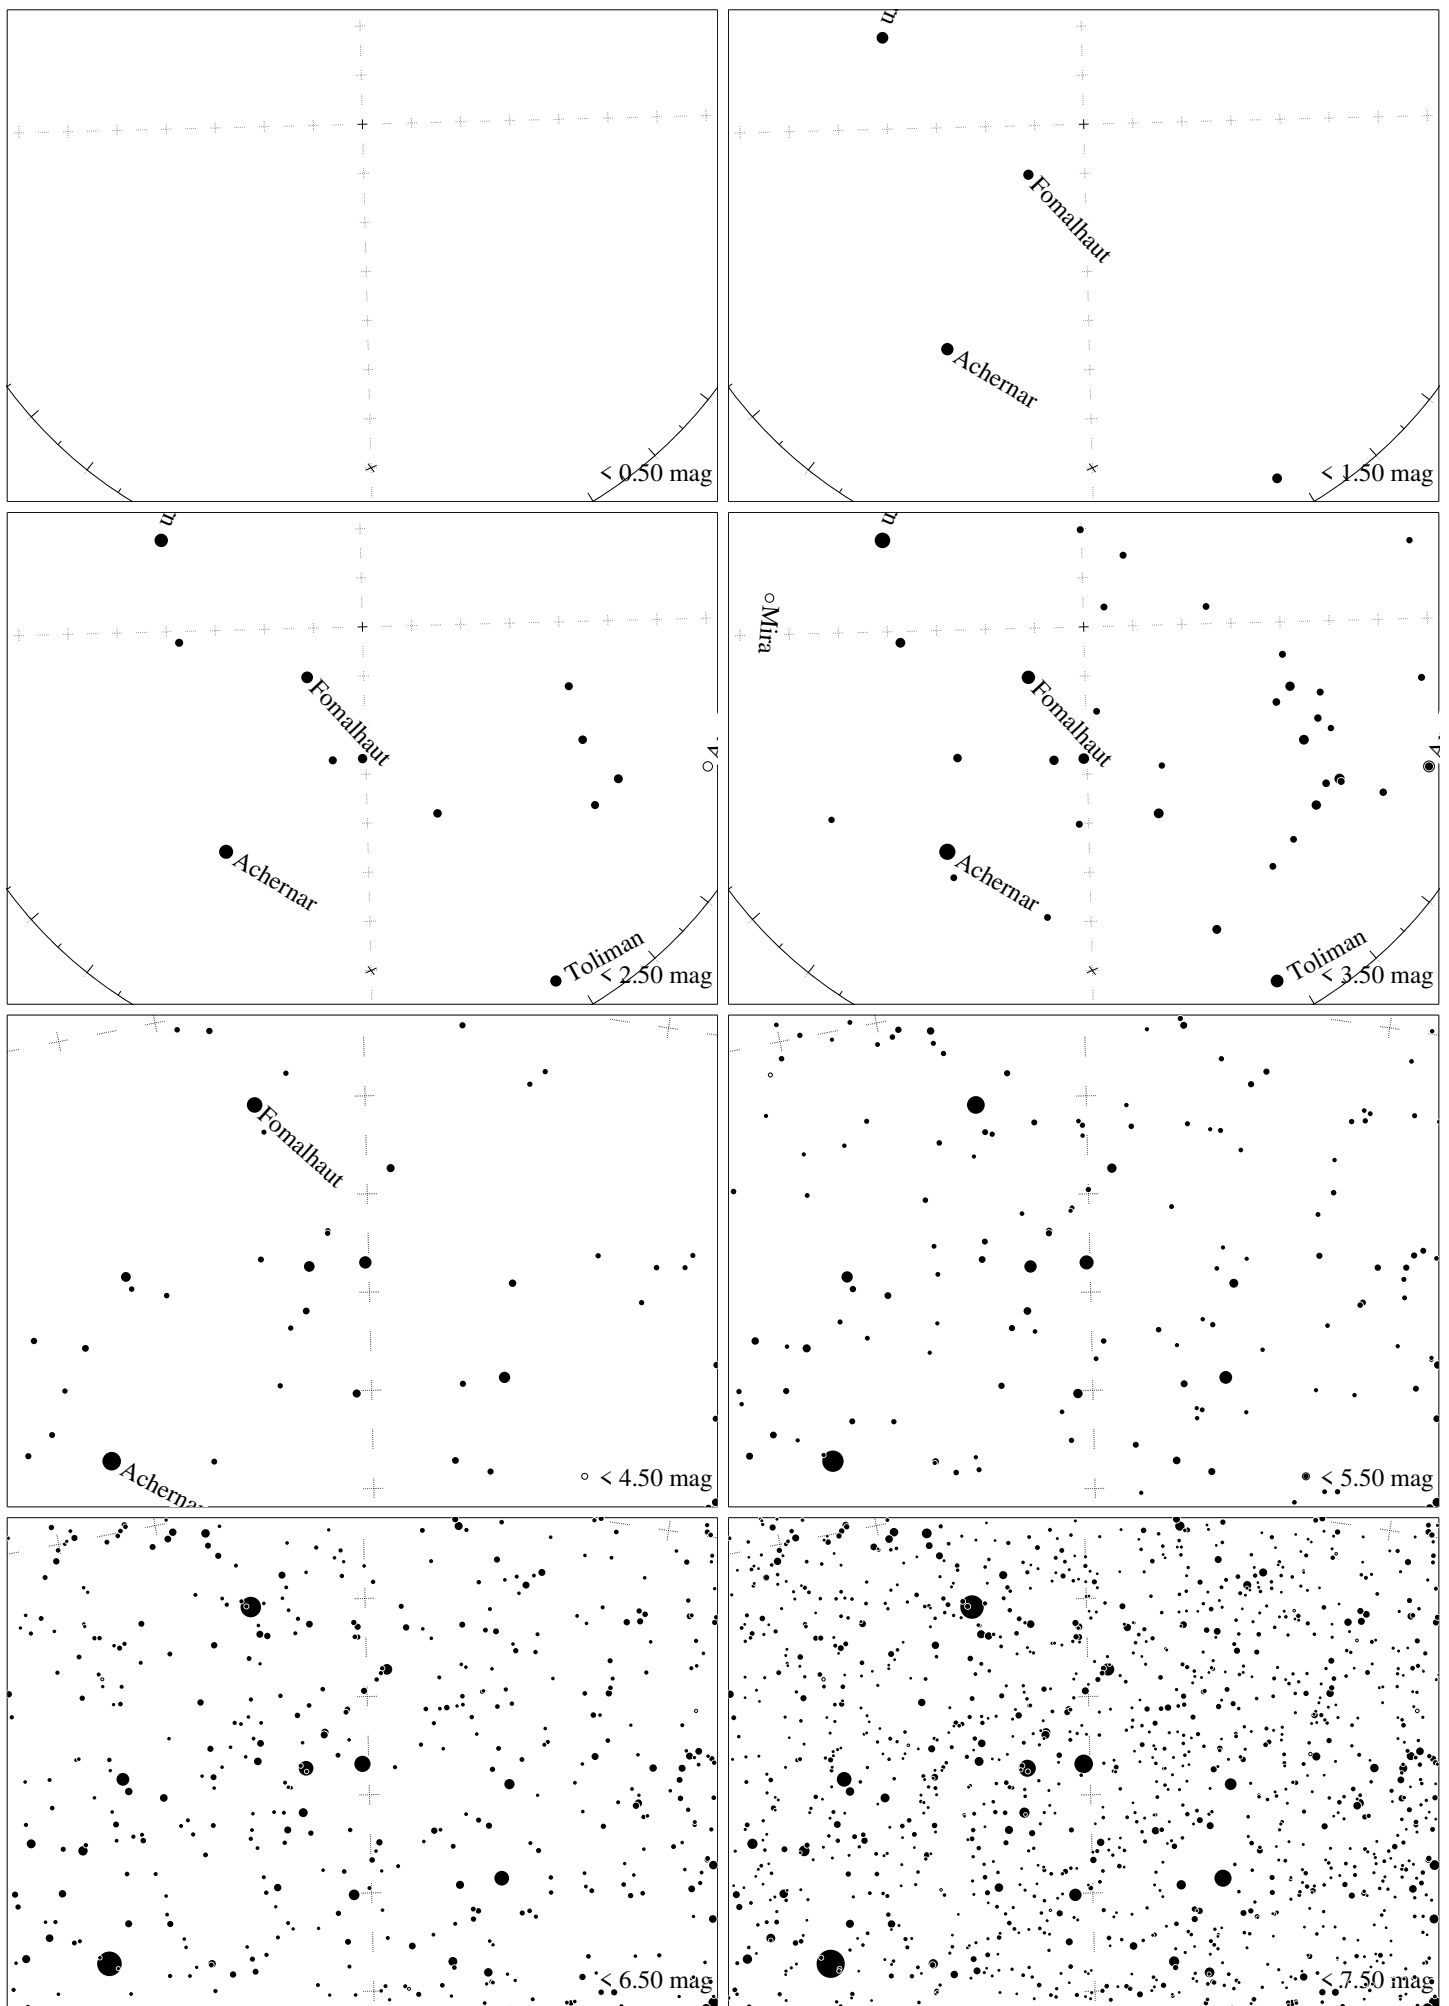 < 0.50 mag
Fomalhaut
Achernar
< 1.50 mag
Fomalhaut
Achernar
Toliman
< 2.50 mag
Mira
Fomalhaut
Achernar
Toliman
< 3.50 mag
Fomalhaut
< 4.50 mag
< 5.50 mag
< 6.50 mag
< 7.50 mag